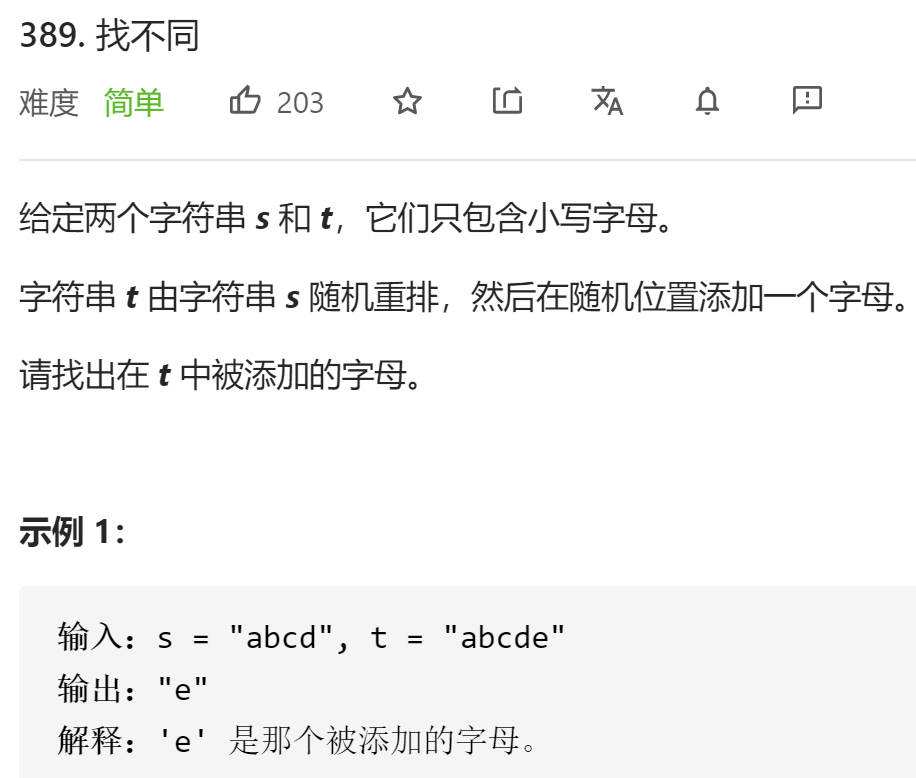 389. 找不同
难度 简单 203
给定两个字符串 s 和 t，它们只包含小写字母。
字符串 t 由字符串 s 随机重排，然后在随机位置添加一个字母。
请找出在 t 中被添加的字母。
示例 1：
输入：s = "abcd", t = "abcde"
输出："e"
解释：'e' 是那个被添加的字母。